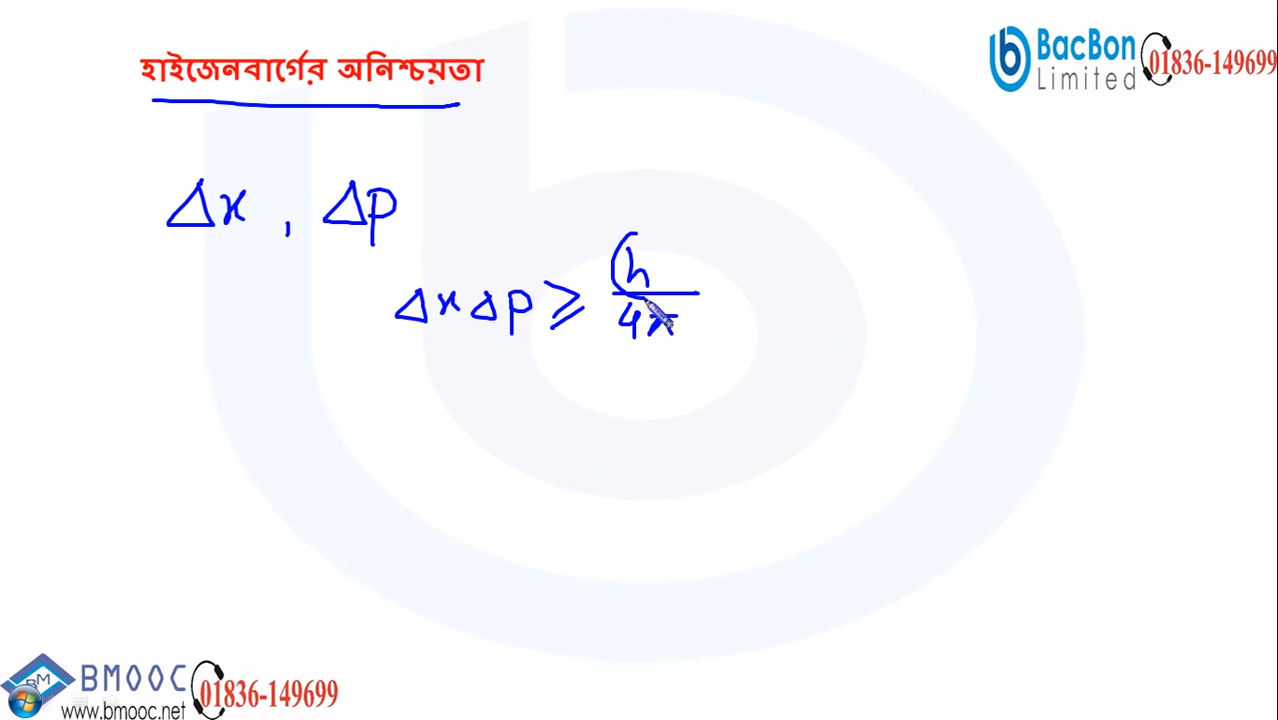 হাইজেনবার্গের অনিশ্চয়তা
BacBon
Limited
01836-149699
Δx , Δp
Δx Δp ≥ h/4π
BM
BMOOC
www.bmooc.net
01836-149699